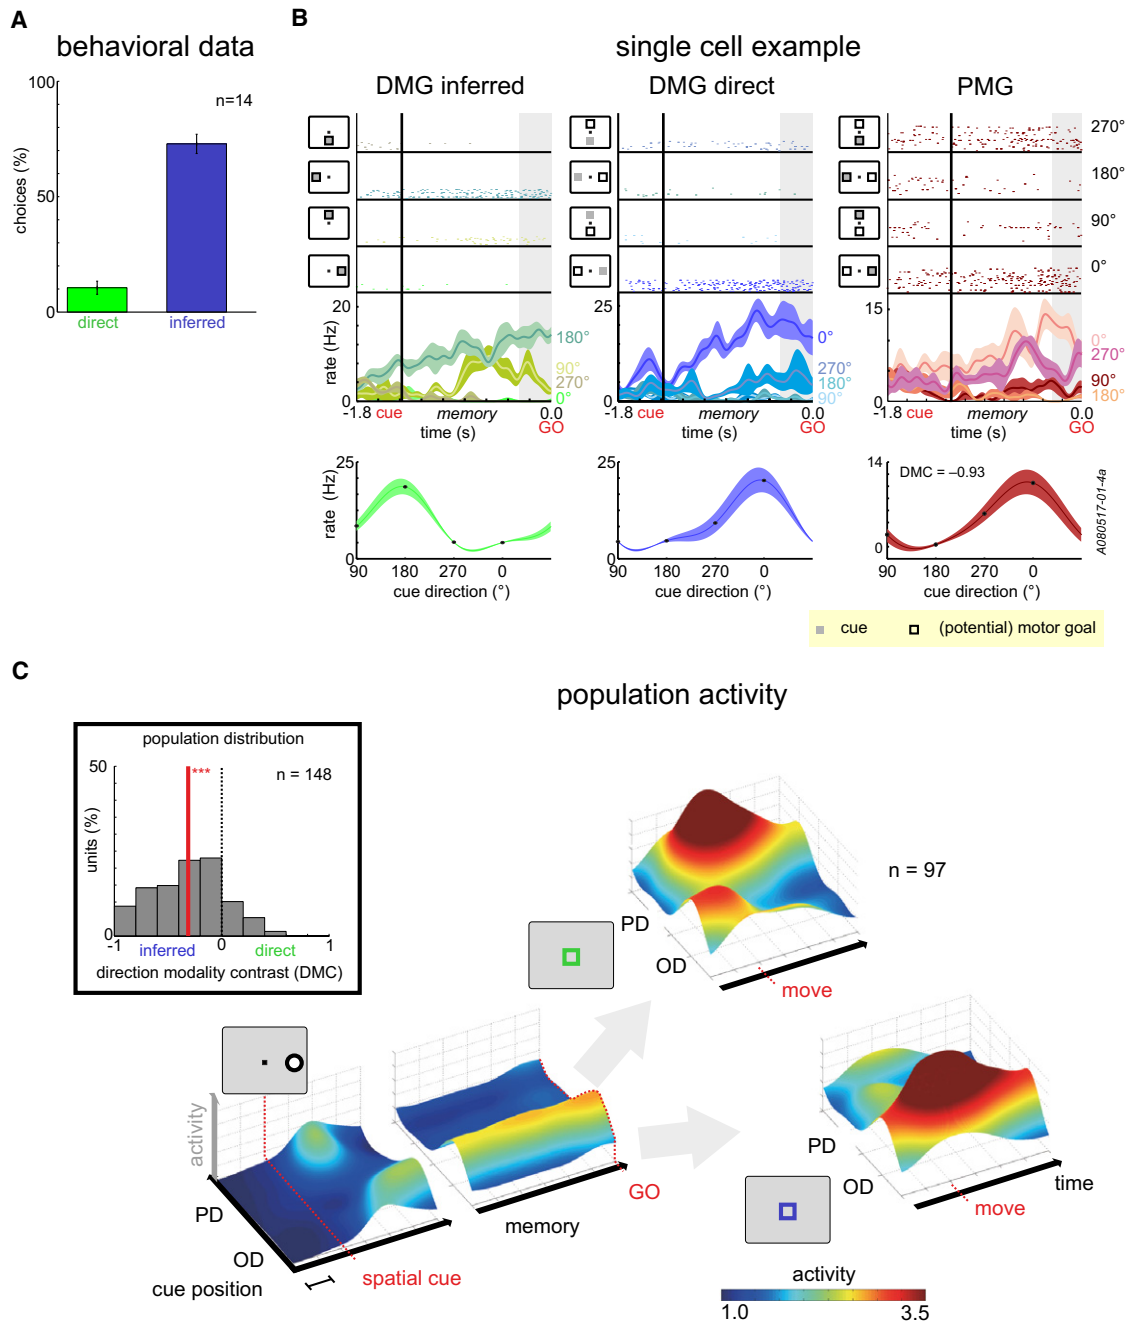 A
behavioral data
100
50
0
choices (%)
n=14
direct
inferred
B
single cell example
DMG inferred
DMG direct
PMG
270°
180°
90°
0°
20
0
rate (Hz)
180°
90°
270°
0°
-1.8
cue
memory
0.0
time (s)
GO
25
0
0°
270°
180°
90°
-1.8
cue
memory
0.0
time (s)
GO
15
0
0°
270°
90°
180°
-1.8
cue
memory
0.0
time (s)
GO
25
0
rate (Hz)
90
180
270
0
cue direction (°)
25
0
90
180
270
0
cue direction (°)
14
0
DMC = –0.93
90
180
270
0
cue direction (°)
A080517-01-4a
cue
(potential) motor goal
C
population activity
population distribution
50
0
units (%)
***
n = 148
-1
0
1
inferred
direct
direction modality contrast (DMC)
n = 97
PD
OD
move
activity
PD
OD
cue position
spatial cue
memory
GO
PD
OD
move
time
activity
1.0
3.5